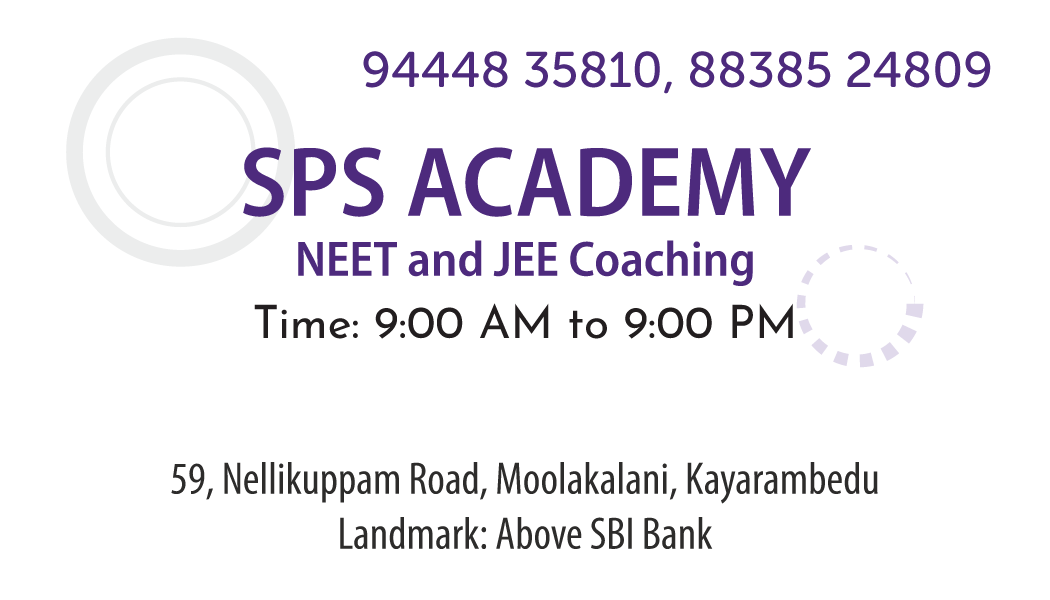 94448 35810, 88385 24809
SPS ACADEMY
NEET and JEE Coaching
Time: 9:00 AM to 9:00 PM
59, Nellikuppam Road, Moolakalani, Kayarambedu
Landmark: Above SBI Bank